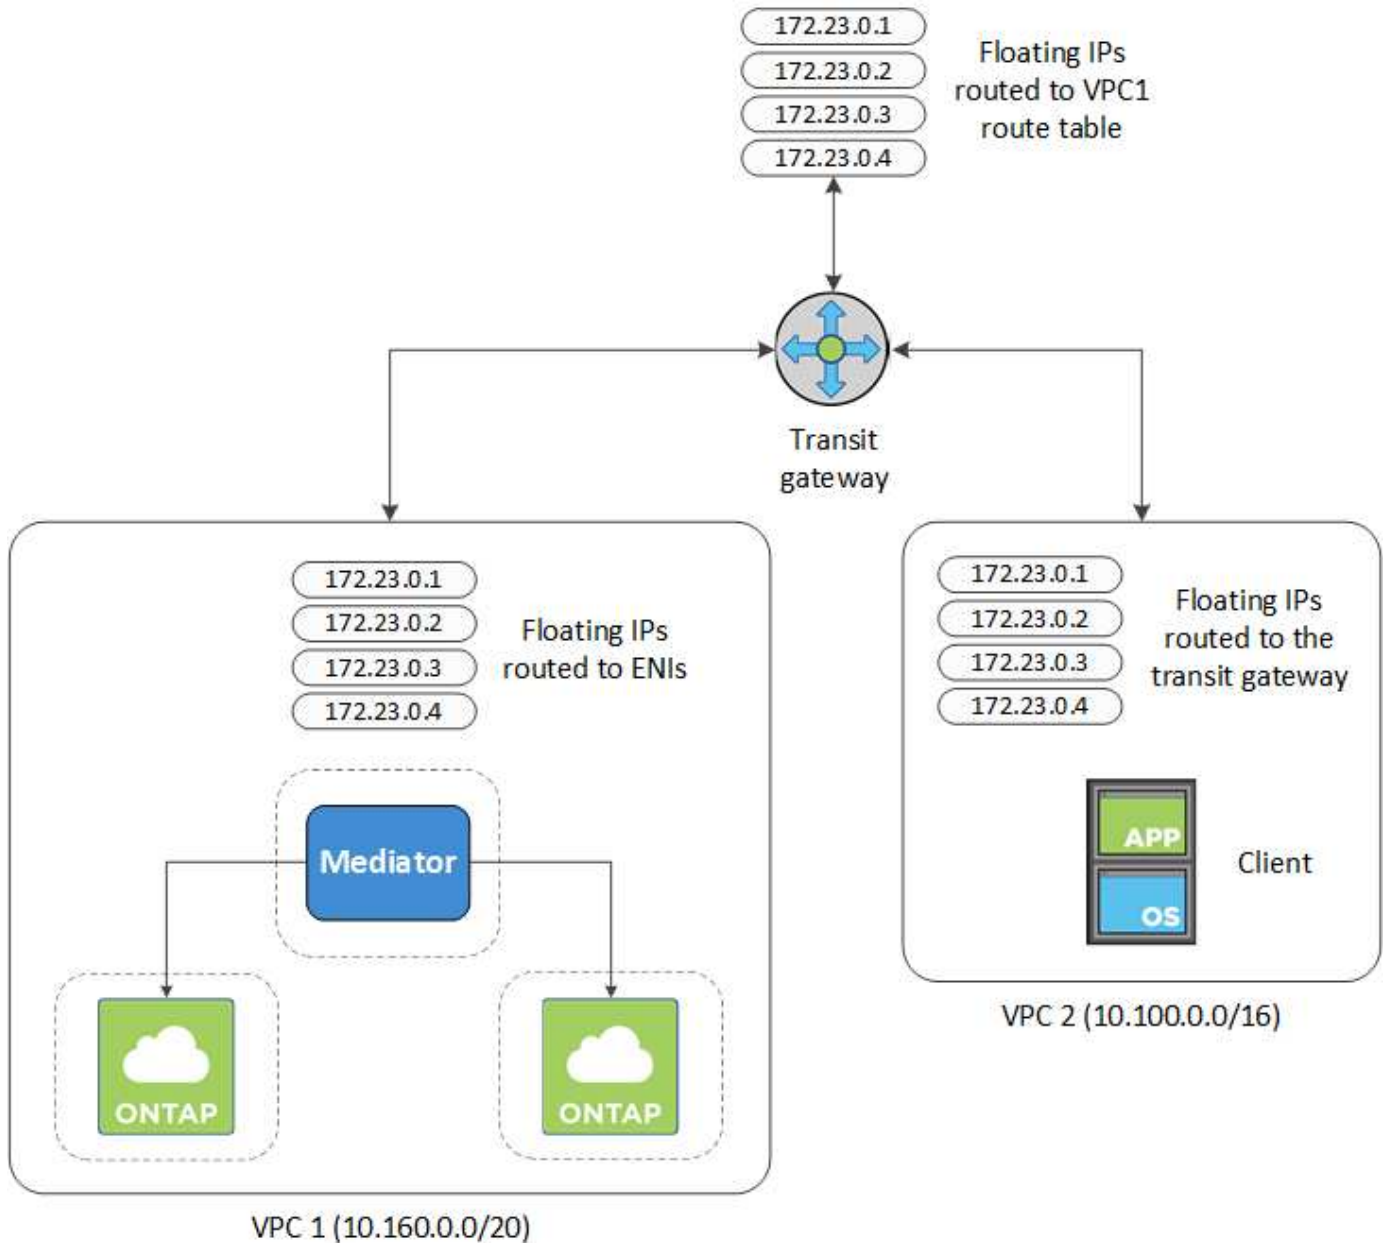 172.23.0.1
172.23.0.2
172.23.0.3
172.23.0.4
Floating IPs
routed to VPC1
route table
Transit
gateway
172.23.0.1
172.23.0.2
172.23.0.3
172.23.0.4
Floating IPs
routed to ENIs
Mediator
ONTAP
ONTAP
VPC 1 (10.160.0.0/20)
172.23.0.1
172.23.0.2
172.23.0.3
172.23.0.4
Floating IPs
routed to the
transit gateway
APP
OS
Client
VPC 2 (10.100.0.0/16)